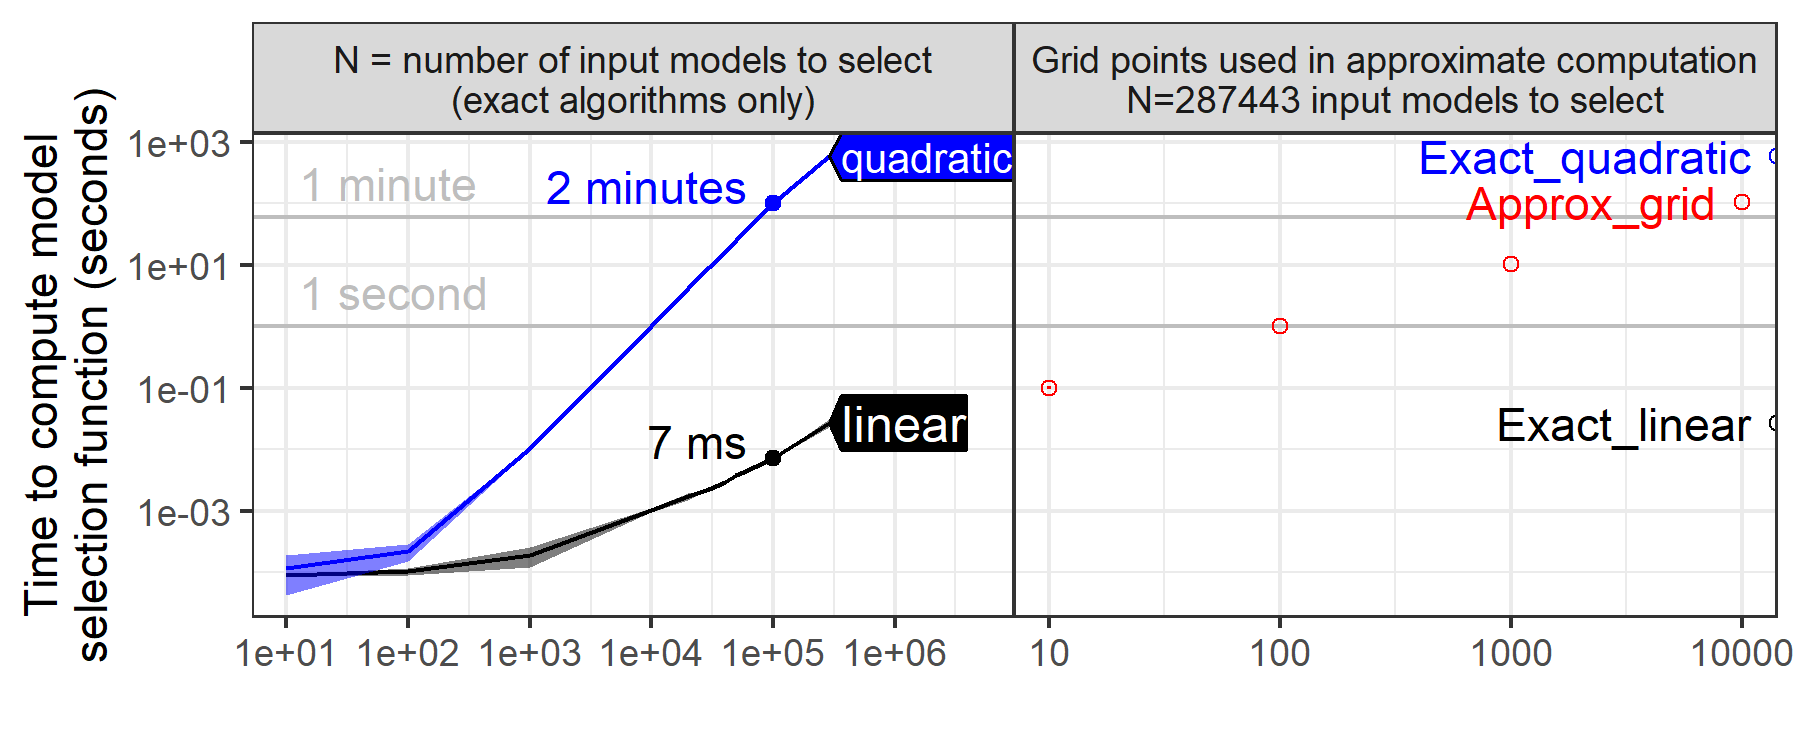 N = number of input models to select
(exact algorithms only)
Grid points used in approximate computation
N=287443 input models to select
Time to compute model
selection function (seconds)
1e+03
1e+01
1e-01
1e-03
1 minute
1 second
2 minutes
quadratic
7 ms
linear
Exact_quadratic
Approx_grid
Exact_linear
1e+01 1e+02 1e+03 1e+04 1e+05 1e+06
10 100 1000 10000